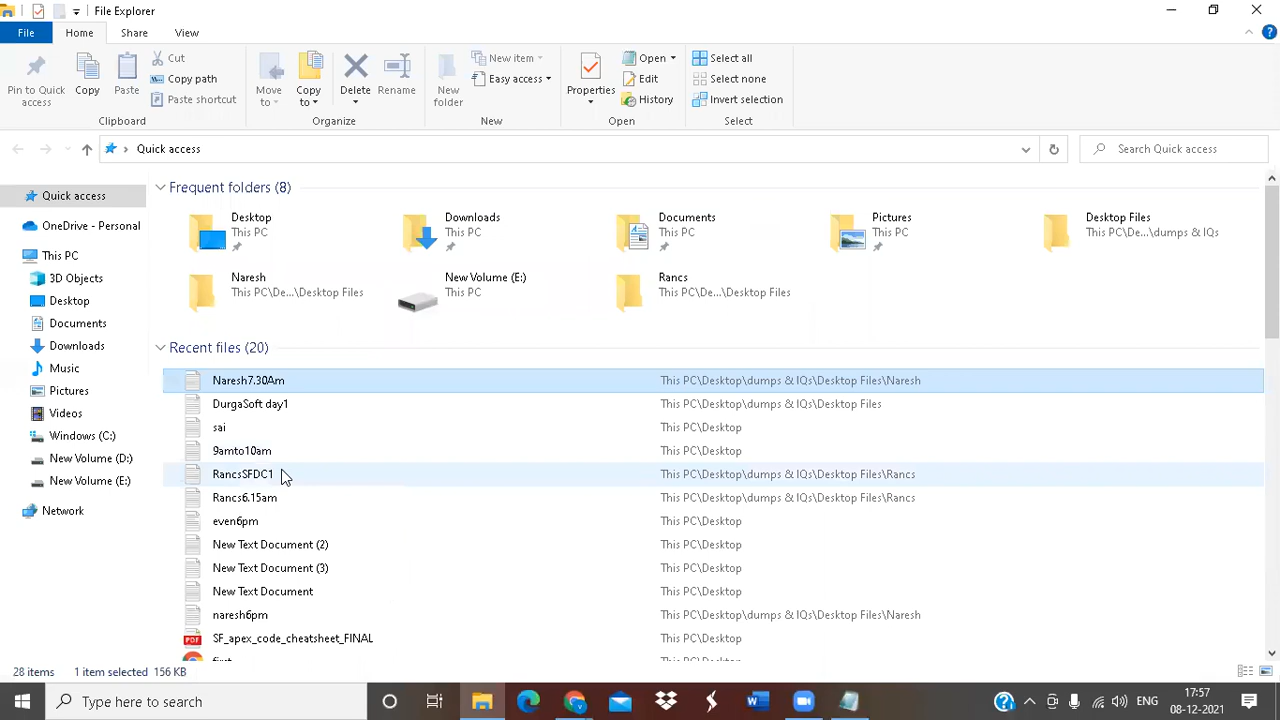 File Explorer
File Home Share View
Pin to Quick access
Copy
Paste
Cut
Copy path
Paste shortcut
Clipboard
Move to
Copy to
Delete
Rename
Organize
New folder
New item
Easy access
New
Properties
Open
Edit
History
Open
Select all
Select none
Invert selection
Select
Quick access
Search Quick access
Quick access
OneDrive - Personal
This PC
3D Objects
Desktop
Documents
Downloads
Music
Pictures
Videos
New Volume (D:)
New Volume (E:)
Network
Frequent folders (8)
Desktop
This PC
Downloads
This PC
Documents
This PC
Pictures
This PC
Desktop Files
This PC\De...\dumps & IQs
Naresh
This PC\De...\Desktop Files
New Volume (E:)
This PC
Rancs
This PC\De...\Desktop Files
Recent files (20)
Naresh7.30Am This PC\Desktop\dumps & IQs\Desktop Files\Naresh
DurgaSoft dev1 This PC\Desktop\dumps & IQs\Desktop Files
sai This PC\Desktop
This PC\Desktop
This PC\Desktop\dumps & IQs\Desktop Files\Rancs
Rancs6.15am This PC\Desktop\dumps & IQs\Desktop Files\Rancs
This PC\Desktop
New Text Document (2) This PC\Desktop
New Text Document (3) This PC\Desktop
New Text Document This PC\Desktop
naresh6pm This PC\Desktop\dumps & IQs\Desktop Files\Naresh
This PC\Desktop
28 items 1 item selected 156 KB
Type here to search
ENG
17:57
08-12-2021